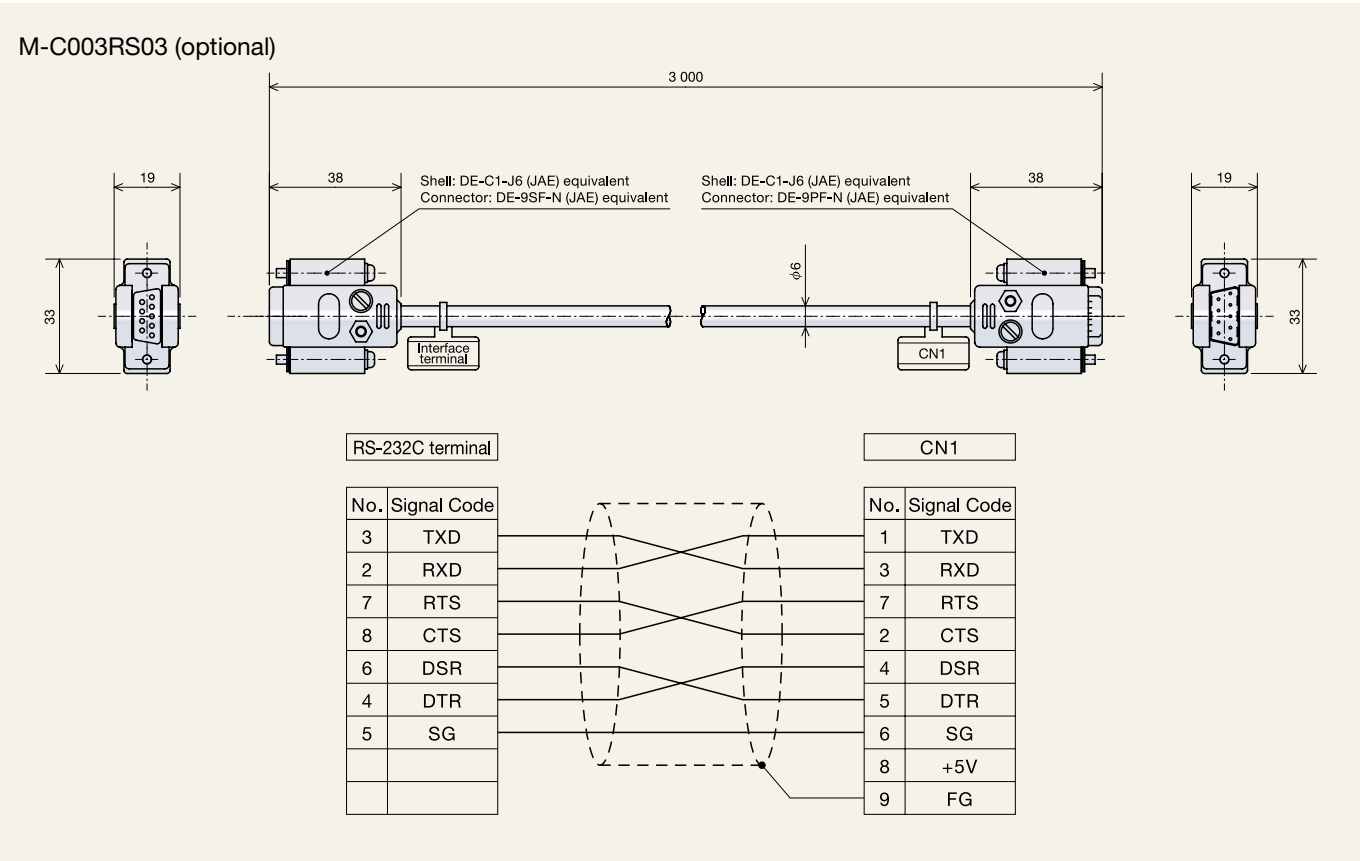 M-C003RS03 (optional)
3 000
19
38
Shell: DE-C1-J6 (JAE) equivalent
Connector: DE-9SF-N (JAE) equivalent
Shell: DE-C1-J6 (JAE) equivalent
Connector: DE-9PF-N (JAE) equivalent
38
19
33
φ6
33
Interface
terminal
CN1
RS-232C terminal
CN1
No. Signal Code
3 TXD
2 RXD
7 RTS
8 CTS
6 DSR
4 DTR
5 SG
No. Signal Code
1 TXD
3 RXD
7 RTS
2 CTS
4 DSR
5 DTR
6 SG
8 +5V
9 FG